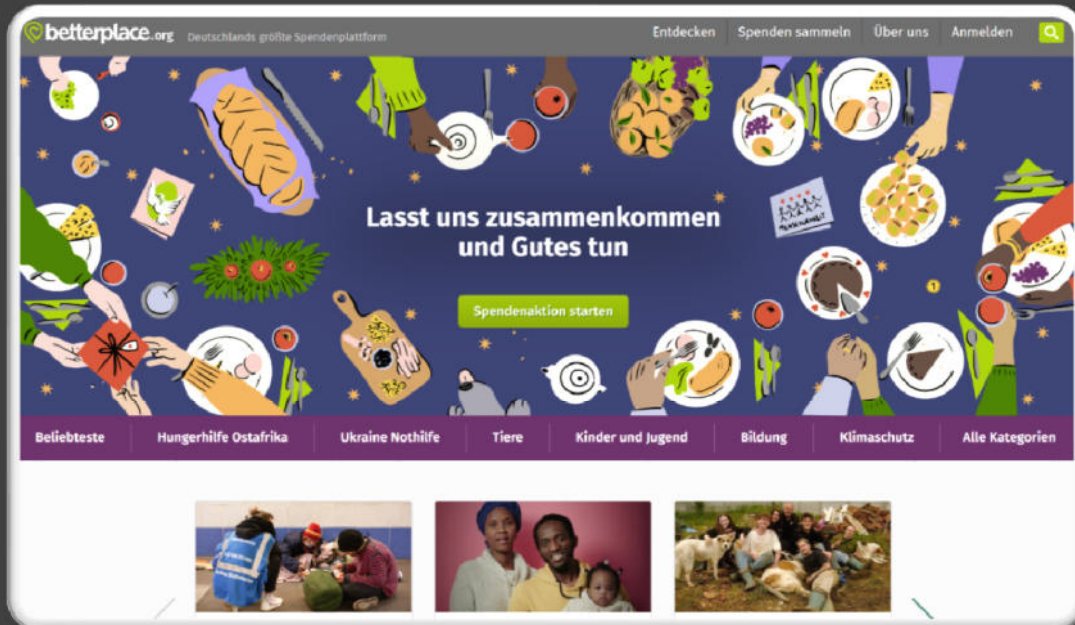 betterplace.org Deutschlands größte Spendenplattform
Entdecken Spenden sammeln Über uns Anmelden
Lasst uns zusammenkommen
und Gutes tun
Spendenaktion starten
Beliebteste Hungerhilfe Ostafrika Ukraine Nothilfe Tiere Kinder und Jugend Bildung Klimaschutz Alle Kategorien